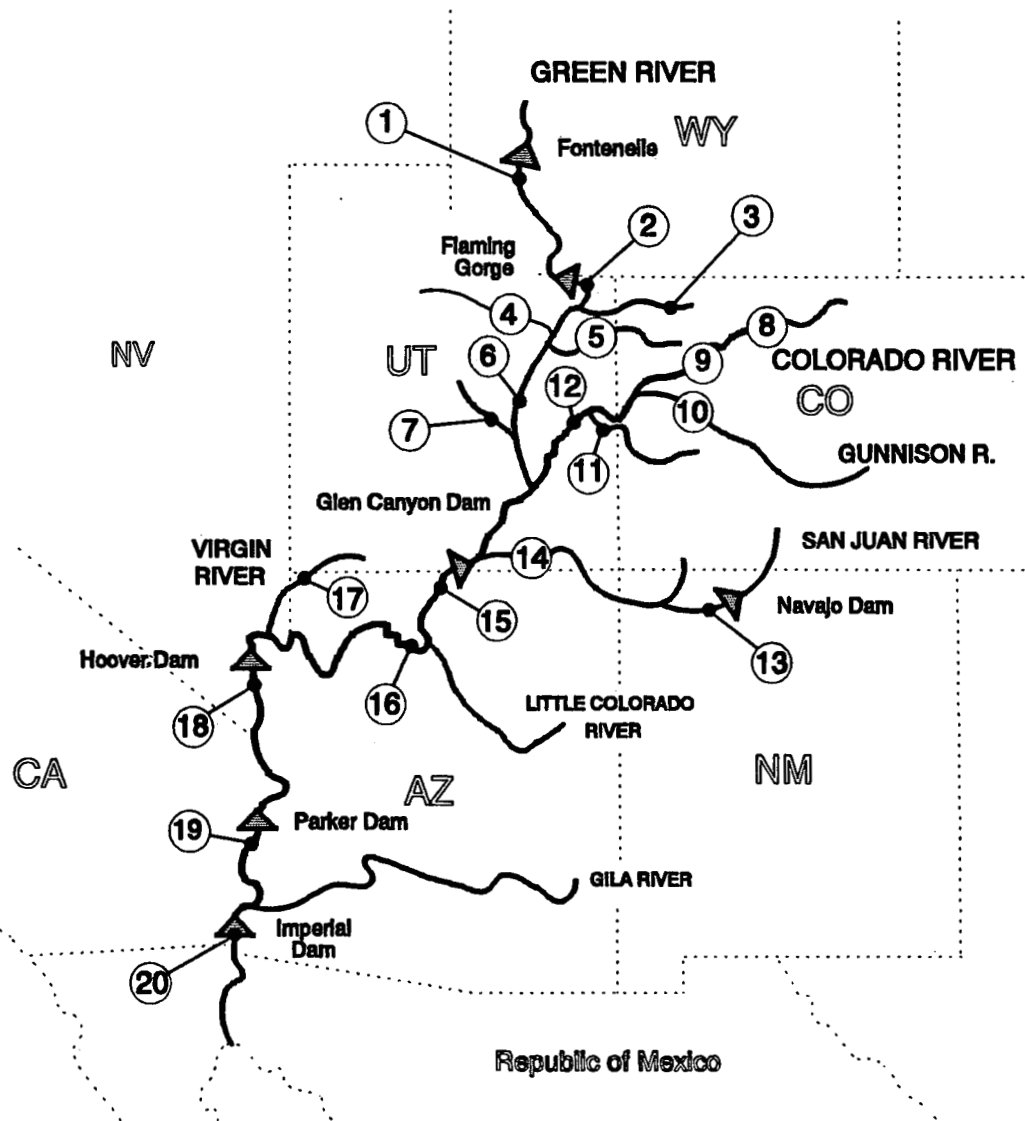 GREEN RIVER
1
WY
Fontenelle
2
3
Flaming
Gorge
4
5
8
NV
UT
6
9
COLORADO RIVER
12
CO
7
10
11
GUNNISON R.
Glen Canyon Dam
VIRGIN
RIVER
14
SAN JUAN RIVER
17
15
Navajo Dam
13
Hoover Dam
16
18
LITTLE COLORADO
RIVER
CA
AZ
NM
19
Parker Dam
GILA RIVER
Imperial
Dam
20
Republic of Mexico